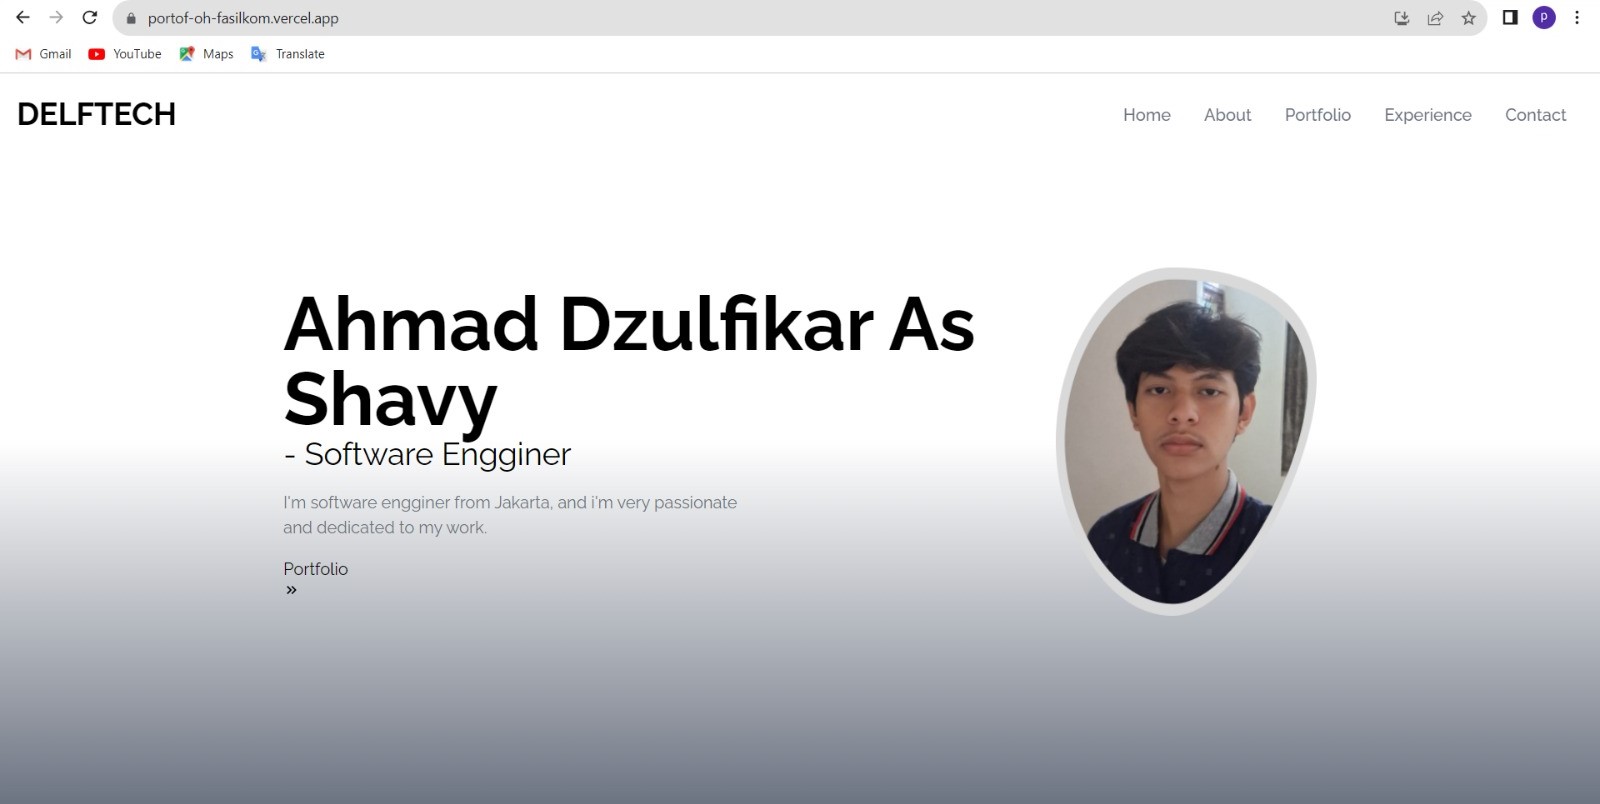 portof-oh-fasilkom.vercel.app
P
Gmail YouTube Maps Translate
DELFTECH
Home About Portfolio Experience Contact
Ahmad Dzulfikar As
Shavy
- Software Engginer
I'm software engginer from Jakarta, and i'm very passionate
and dedicated to my work.
Portfolio
»